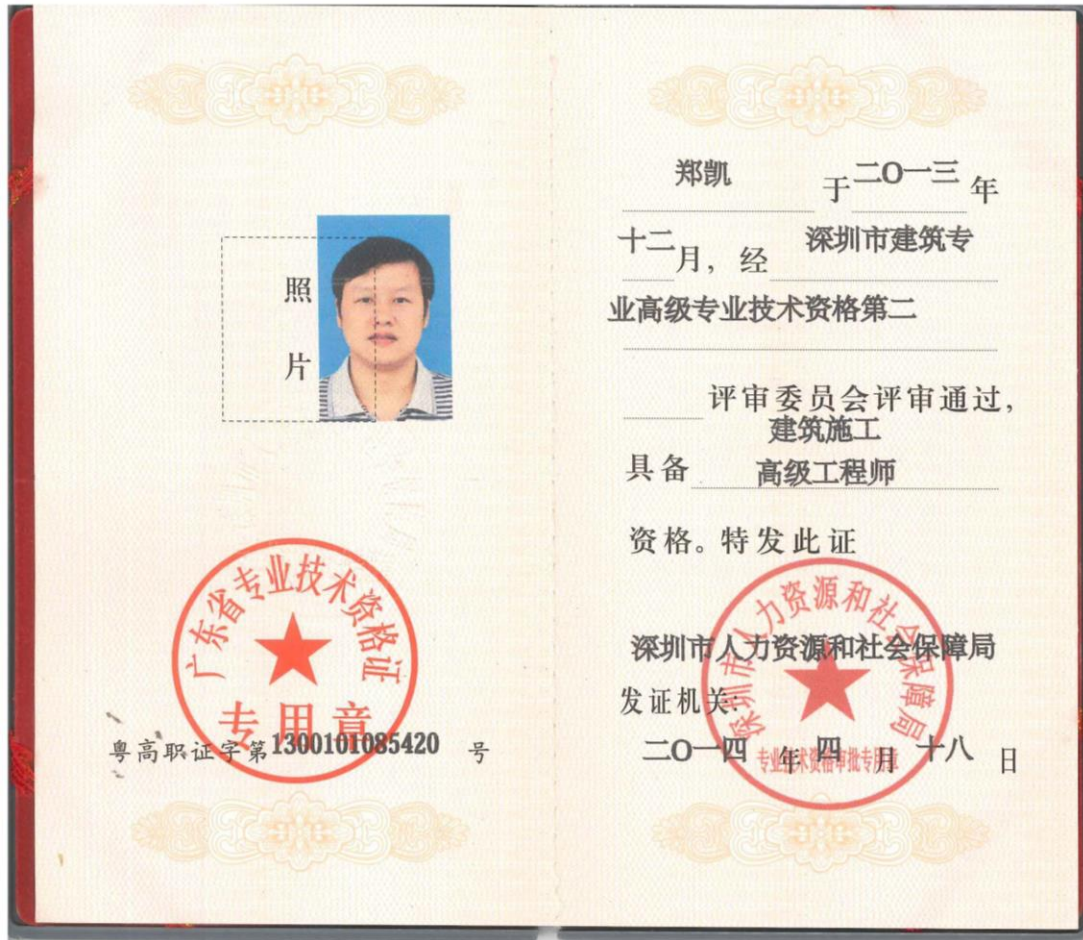 照
片
广东省专业技术资格证
专用章
粤高职证字第1300101085420 号
郑凯 于二O一三年
十二月，经 深圳市建筑专
业高级专业技术资格第二
评审委员会评审通过，
建筑施工
具备 高级工程师
资格。特发此证
深圳市人力资源和社会保障局
深圳市人力资源和社会保障局
发证机关：
二O一四 年 四 月 十八 日
专业技术资格审批专用章